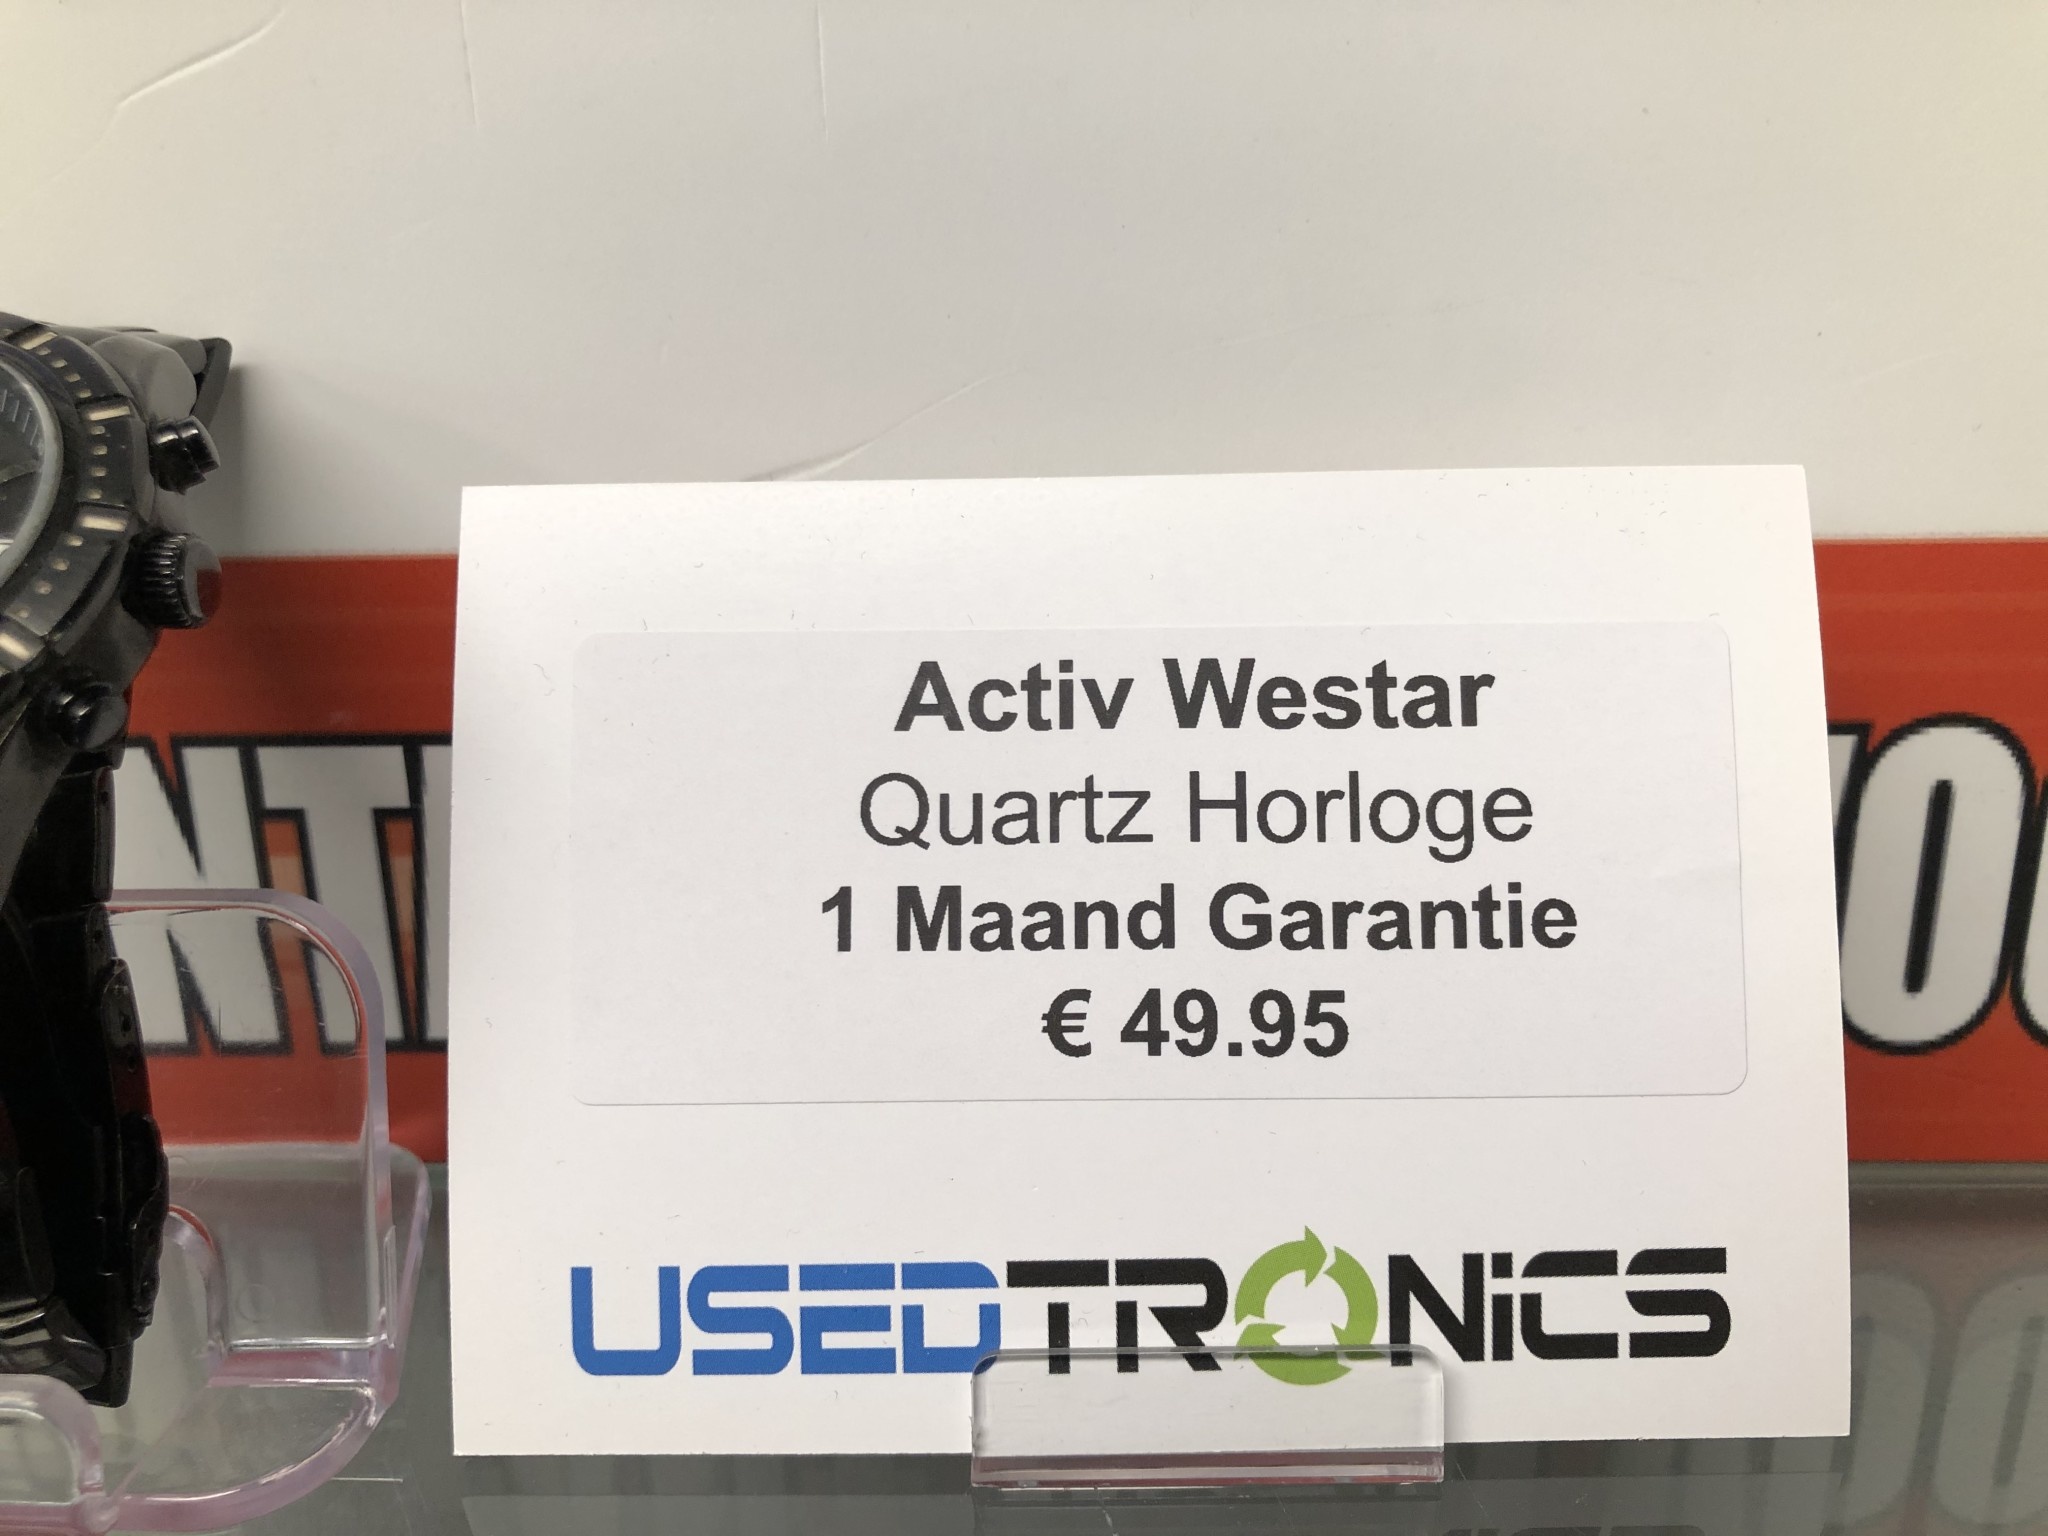 Activ Westar
Quartz Horloge
1 Maand Garantie
€ 49.95
USEDTRONiCS